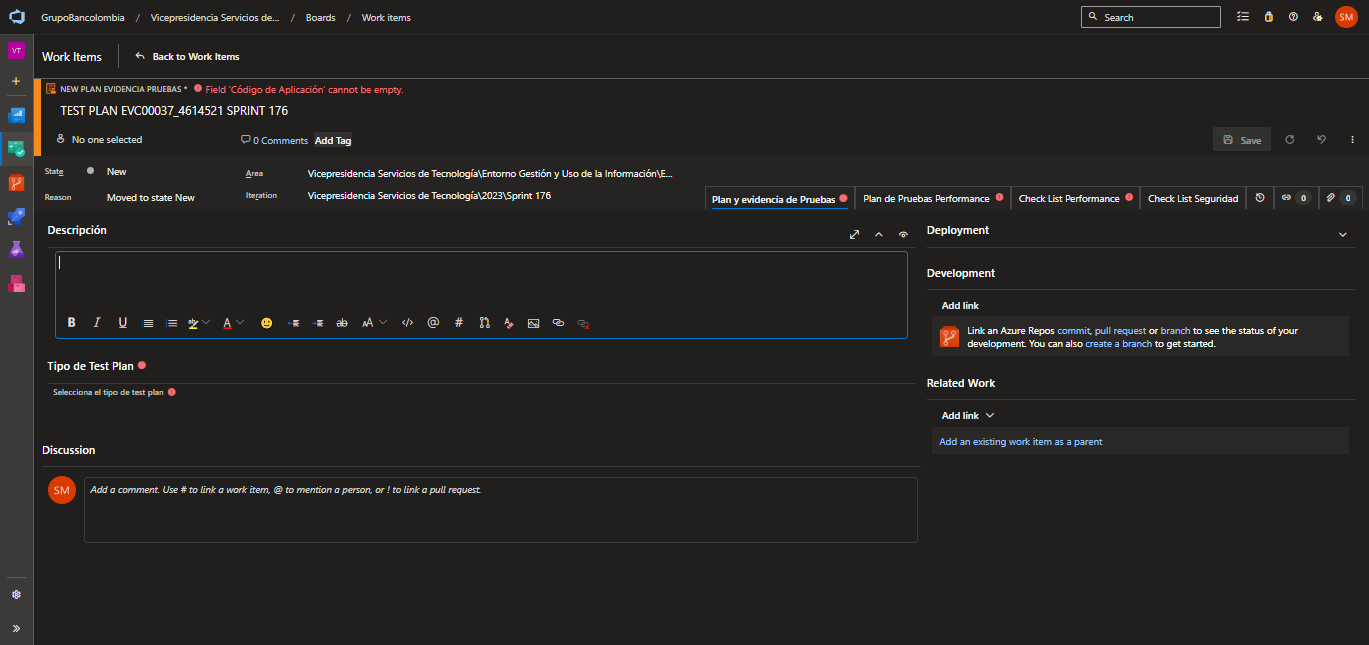 GrupoBancolombia / Vicepresidencia Servicios de... / Boards / Work items
Search
SM
VT
Work Items
Back to Work Items
NEW PLAN EVIDENCIA PRUEBAS *
Field 'Código de Aplicación' cannot be empty.
TEST PLAN EVC00037_4614521 SPRINT 176
No one selected
0 Comments
Add Tag
Save
State
New
Area
Vicepresidencia Servicios de Tecnología\Entorno Gestión y Uso de la Información\E...
Reason
Moved to state New
Iteration
Vicepresidencia Servicios de Tecnología\2023\Sprint 176
Plan y evidencia de Pruebas
Plan de Pruebas Performance
Check List Performance
Check List Seguridad
0
0
Descripción
Tipo de Test Plan
Selecciona el tipo de test plan
Discussion
SM
Add a comment. Use # to link a work item, @ to mention a person, or ! to link a pull request.
Deployment
Development
Add link
Link an Azure Repos commit, pull request or branch to see the status of your
development. You can also create a branch to get started.
Related Work
Add link
Add an existing work item as a parent